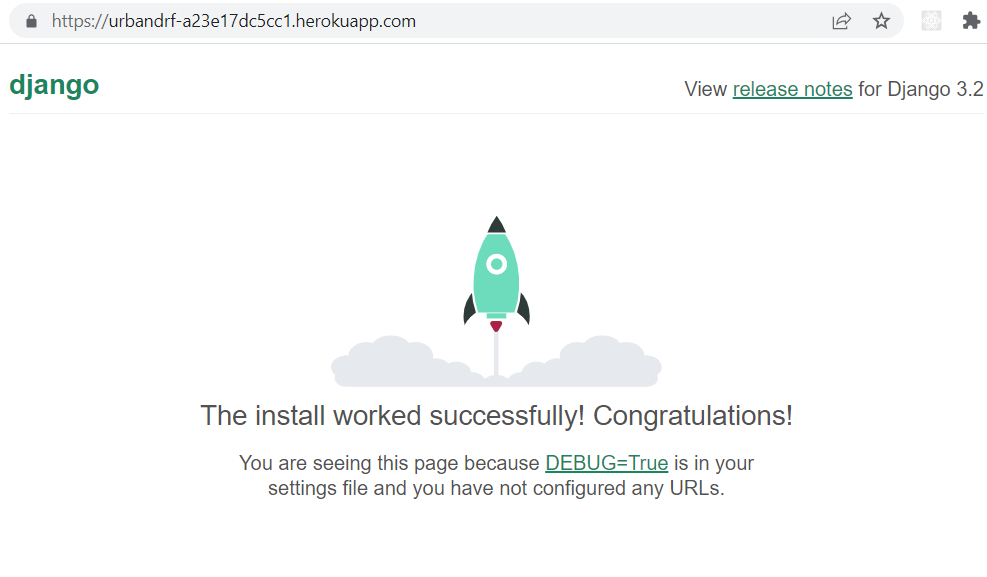 https://urbandrf-a23e17dc5cc1.herokuapp.com
django
View release notes for Django 3.2
The install worked successfully! Congratulations!
You are seeing this page because DEBUG=True is in your
settings file and you have not configured any URLs.